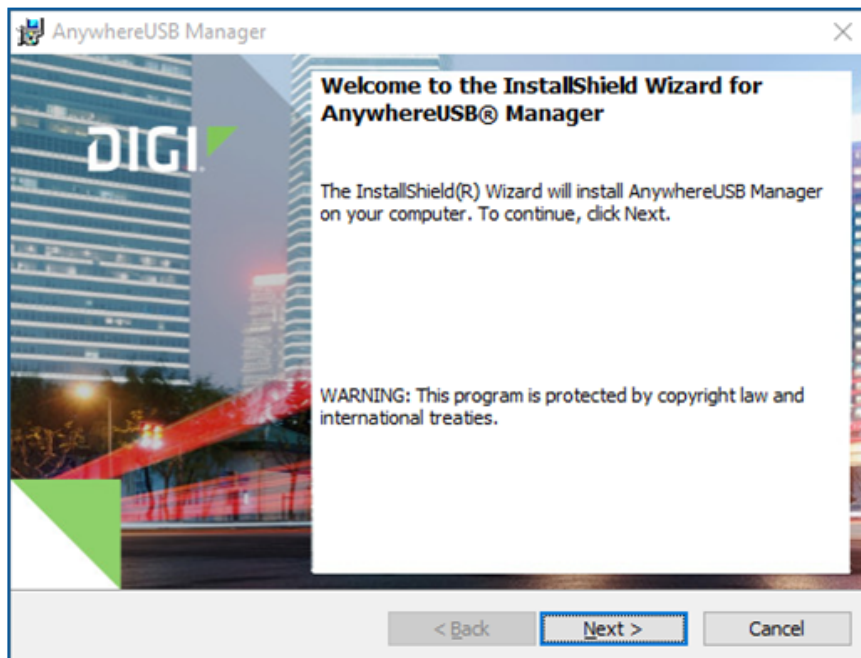 AnywhereUSB Manager
DIGI
Welcome to the InstallShield Wizard for
AnywhereUSB® Manager
The InstallShield(R) Wizard will install AnywhereUSB Manager
on your computer. To continue, click Next.
WARNING: This program is protected by copyright law and
international treaties.
< Back
Next >
Cancel